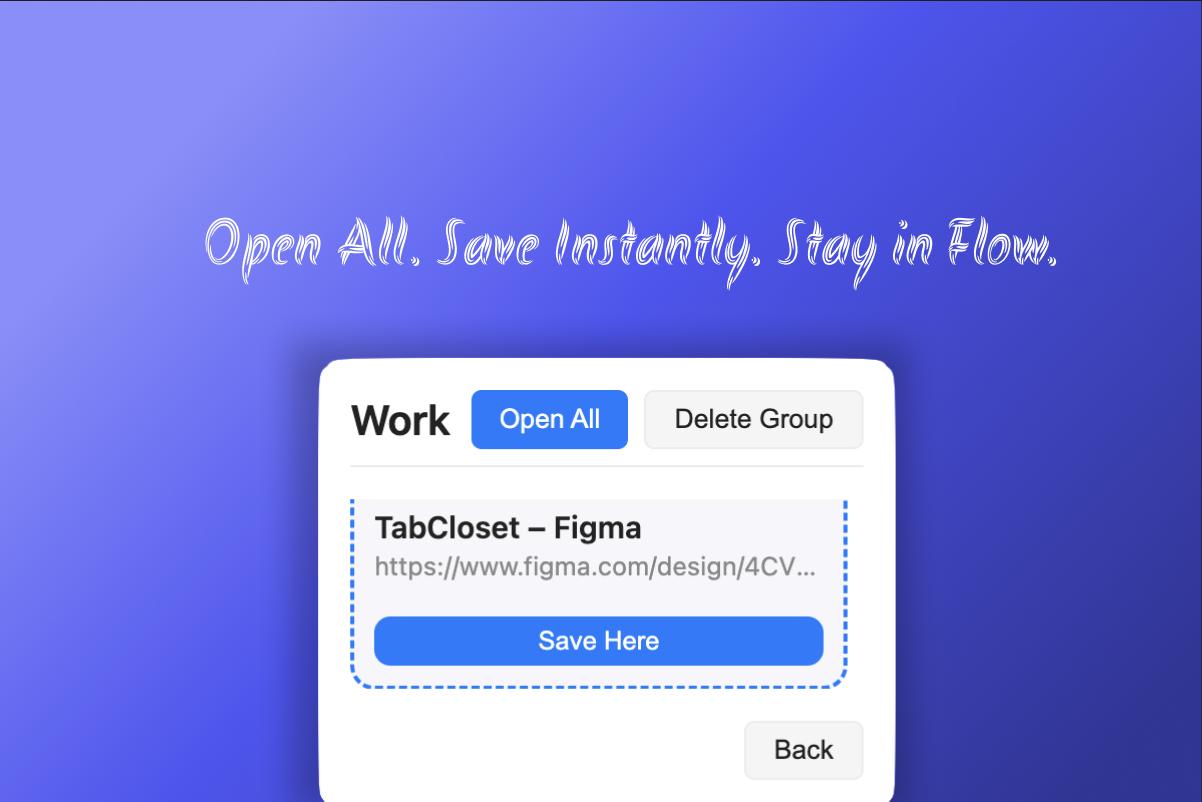 Open All. Save Instantly. Stay in Flow.
Work Open All Delete Group
TabCloset – Figma
https://www.figma.com/design/4CV...
Save Here
Back